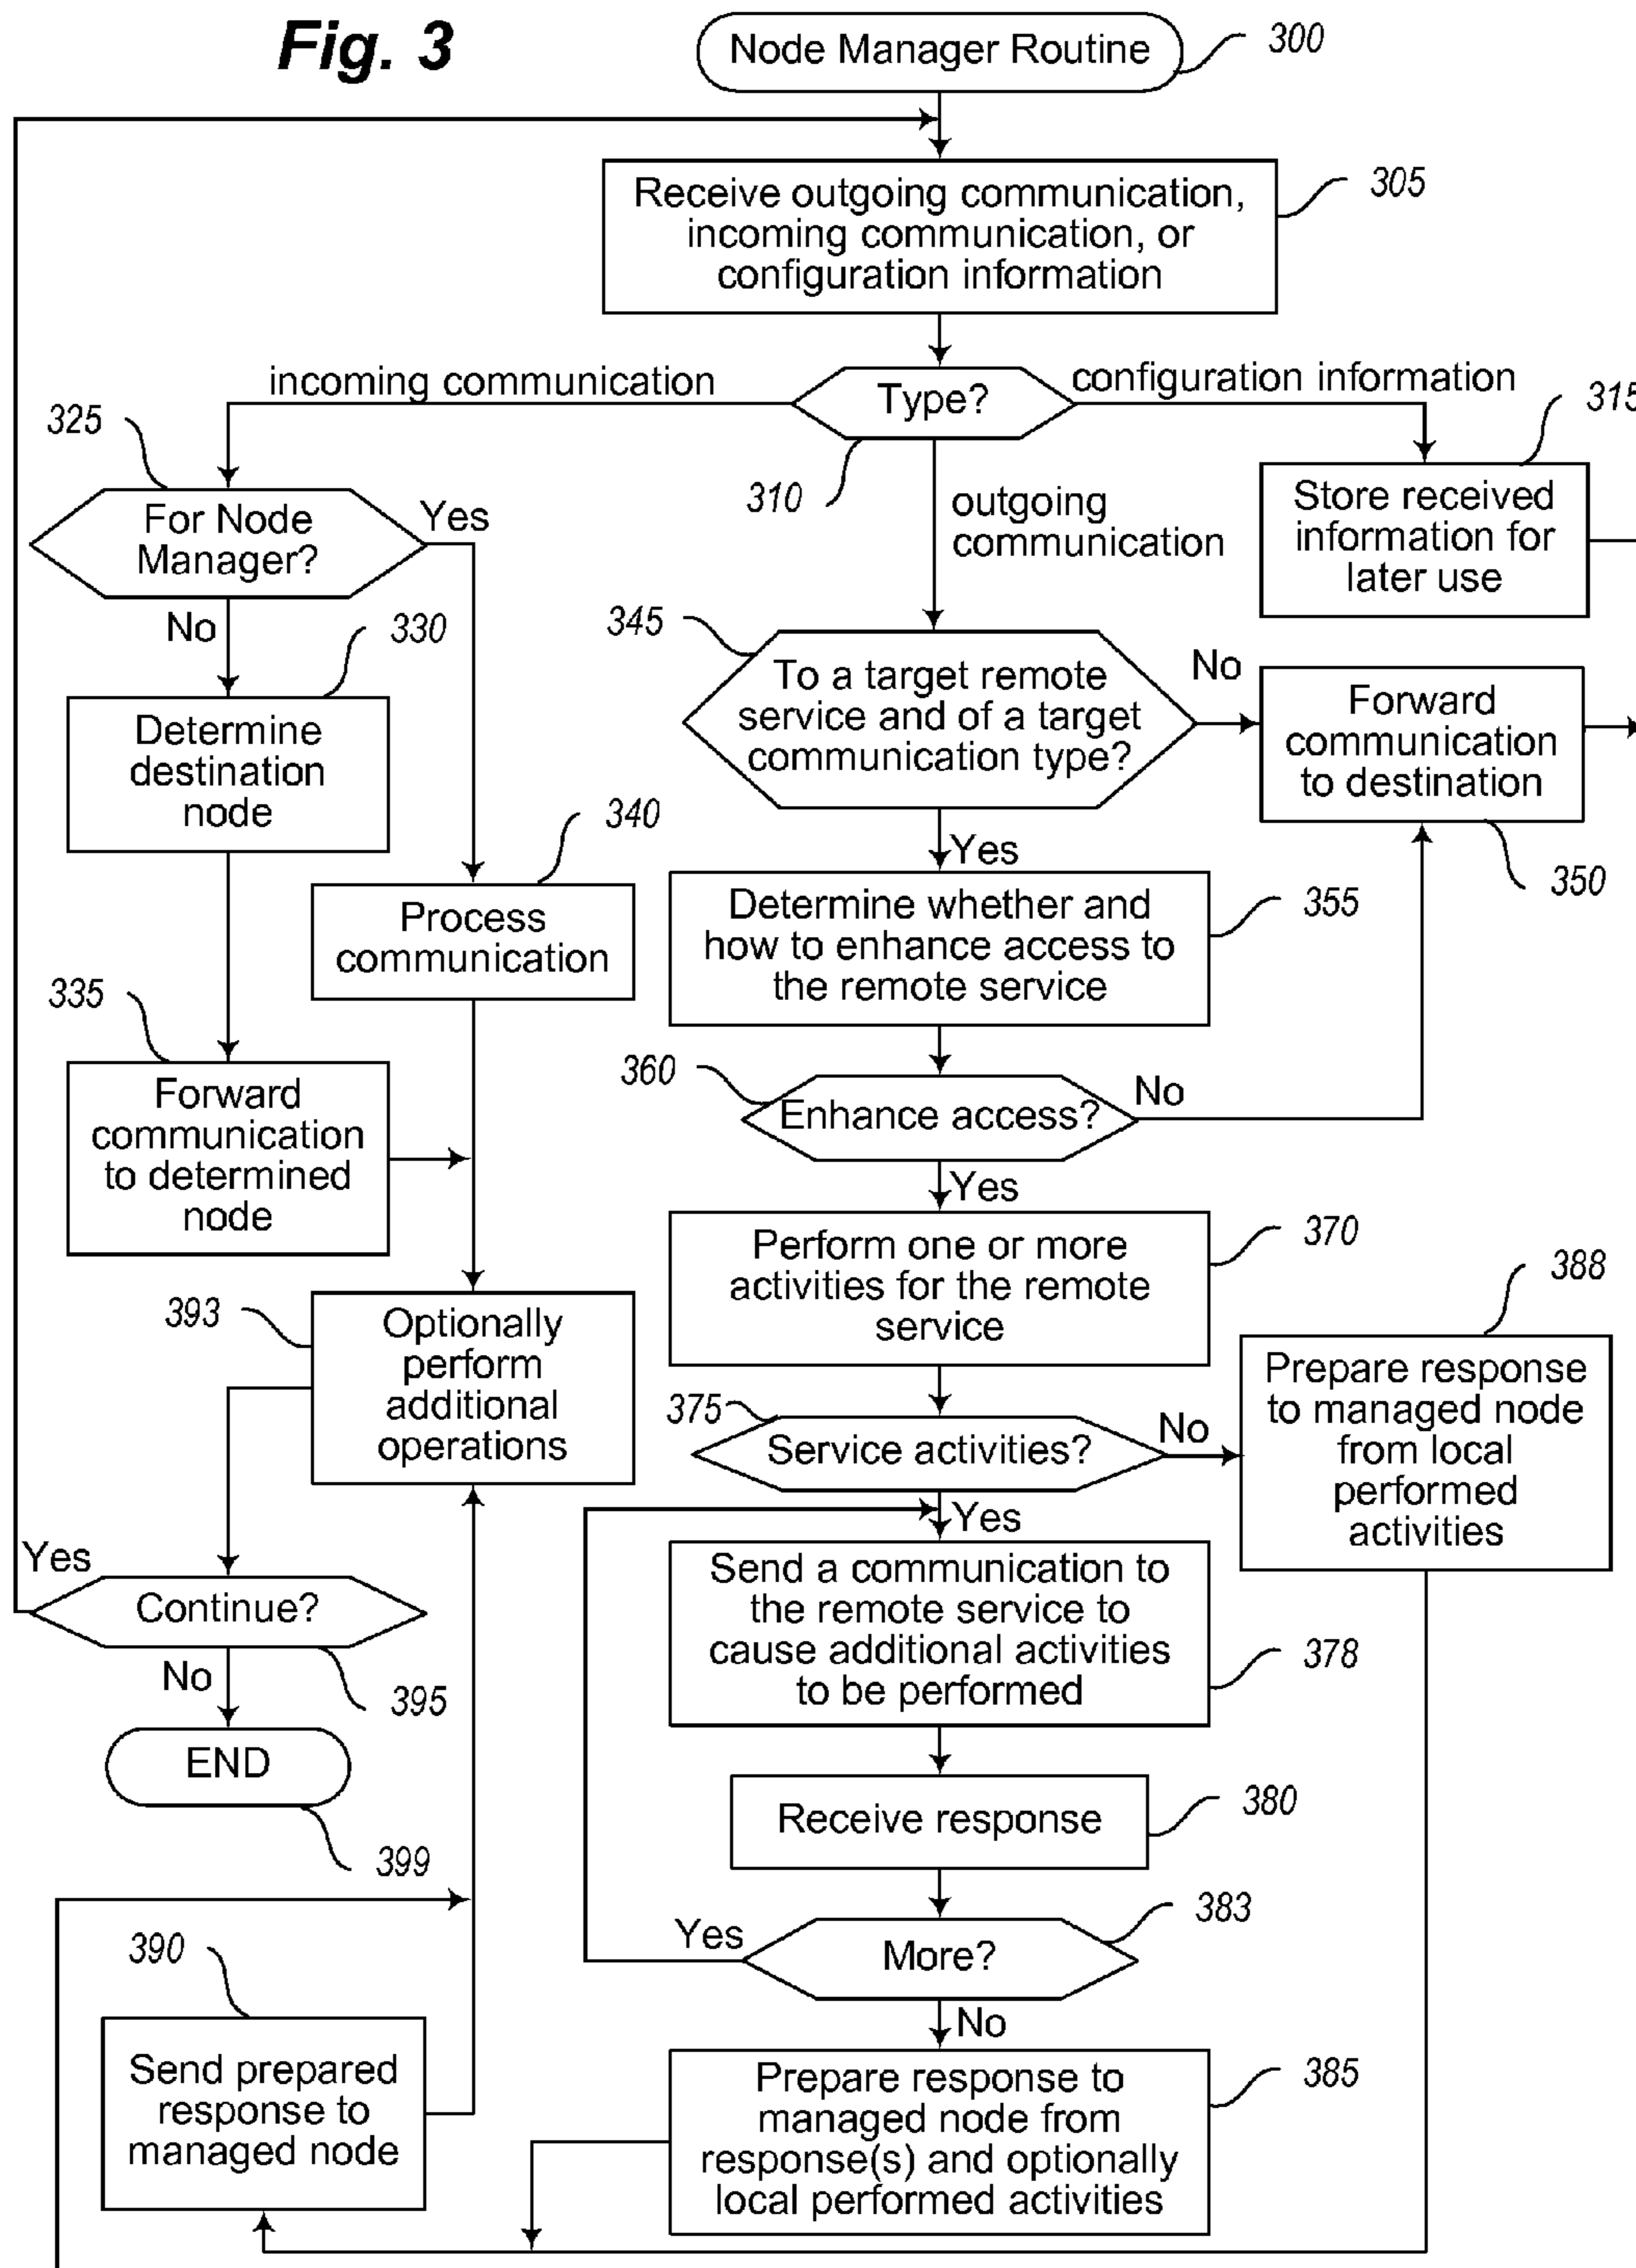 Fig. 3
Node Manager Routine
300
Receive outgoing communication,
incoming communication, or
configuration information
305
incoming communication
Type?
configuration information
310
315
325
For Node
Manager?
Yes
No
outgoing
communication
Store received
information for
later use
330
Determine
destination
node
345
To a target remote
service and of a target
communication type?
No
Forward
communication
to destination
350
Yes
340
Process
communication
Determine whether and
how to enhance access to
the remote service
355
335
Forward
communication
to determined
node
360
Enhance access?
No
Yes
Perform one or more
activities for the remote
service
370
388
393
Optionally
perform
additional
operations
375
Service activities?
No
Prepare response
to managed node
from local
performed
activities
Yes
Yes
Continue?
No
395
Send a communication to
the remote service to
cause additional activities
to be performed
378
END
399
Receive response
380
383
Yes
More?
No
390
Send prepared
response to
managed node
Prepare response to
managed node from
response(s) and optionally
local performed activities
385